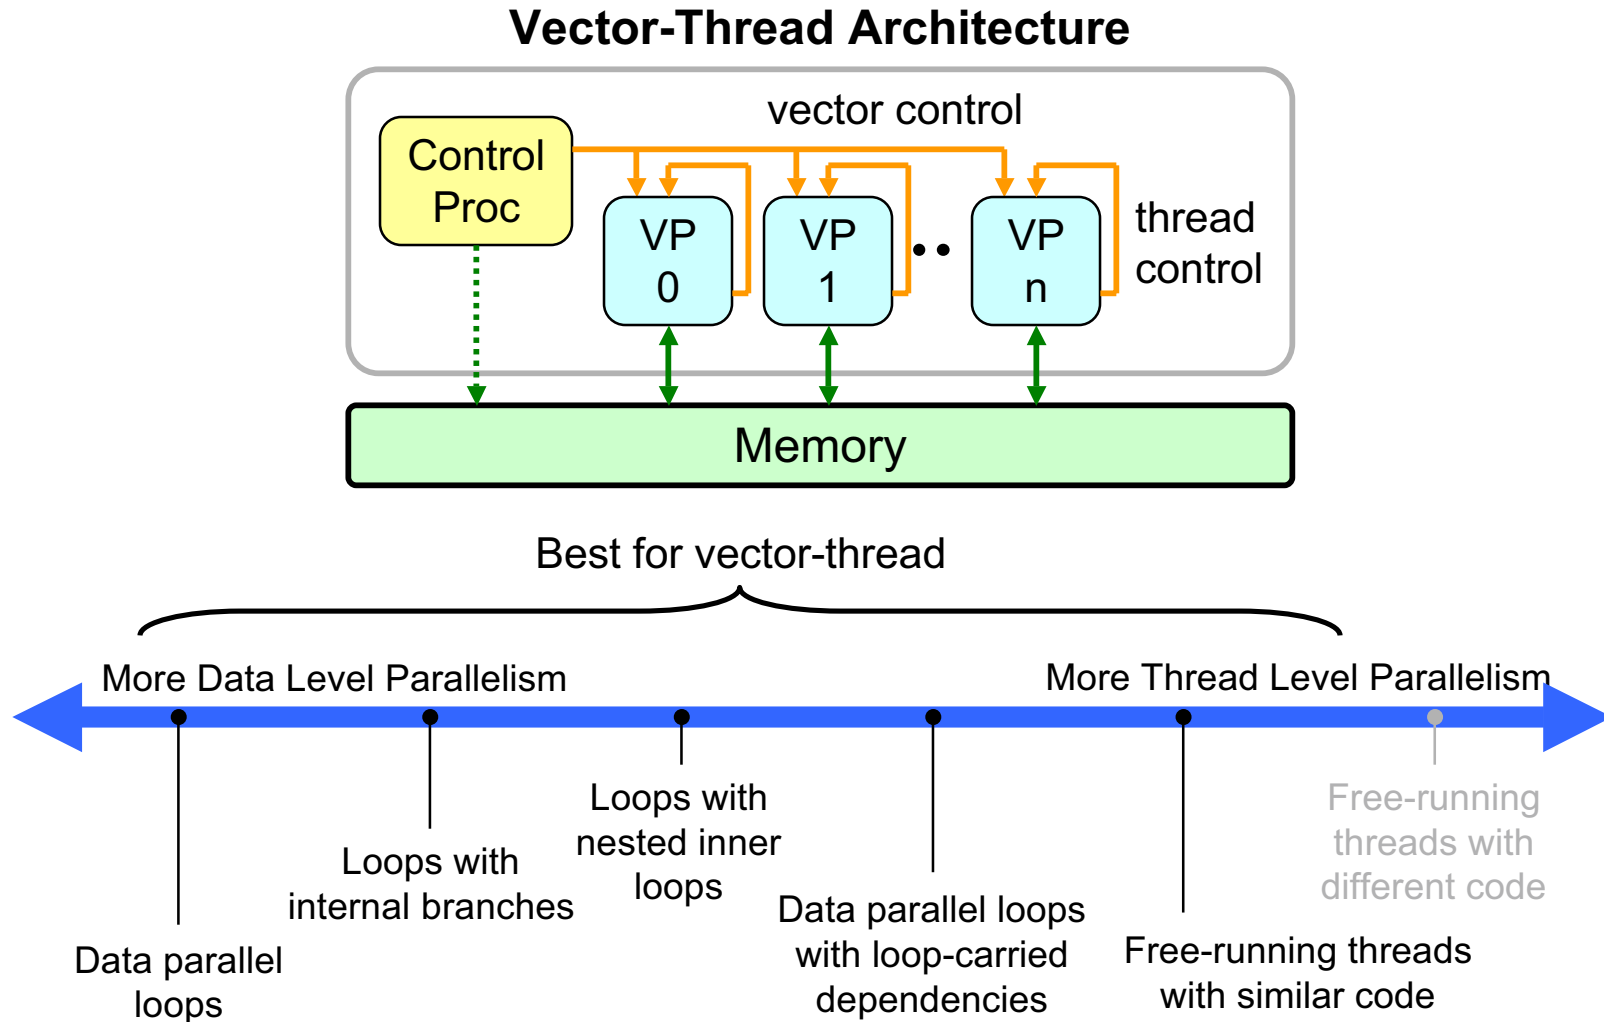 Vector-Thread Architecture
vector control
Control
Proc
VP
0
VP
1
VP
n
thread
control
Memory
Best for vector-thread
More Data Level Parallelism
More Thread Level Parallelism
Data parallel
loops
Loops with
internal branches
Loops with
nested inner
loops
Data parallel loops
with loop-carried
dependencies
Free-running threads
with similar code
Free-running
threads with
different code